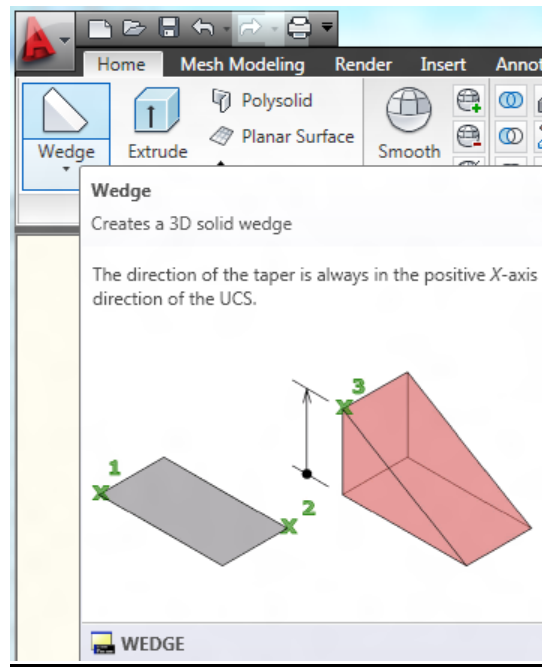 Home Mesh Modeling Render Insert
Polysolid
Planar Surface
Wedge Extrude Smooth
Wedge
Creates a 3D solid wedge
The direction of the taper is always in the positive X-axis
direction of the UCS.
3
1
2
WEDGE